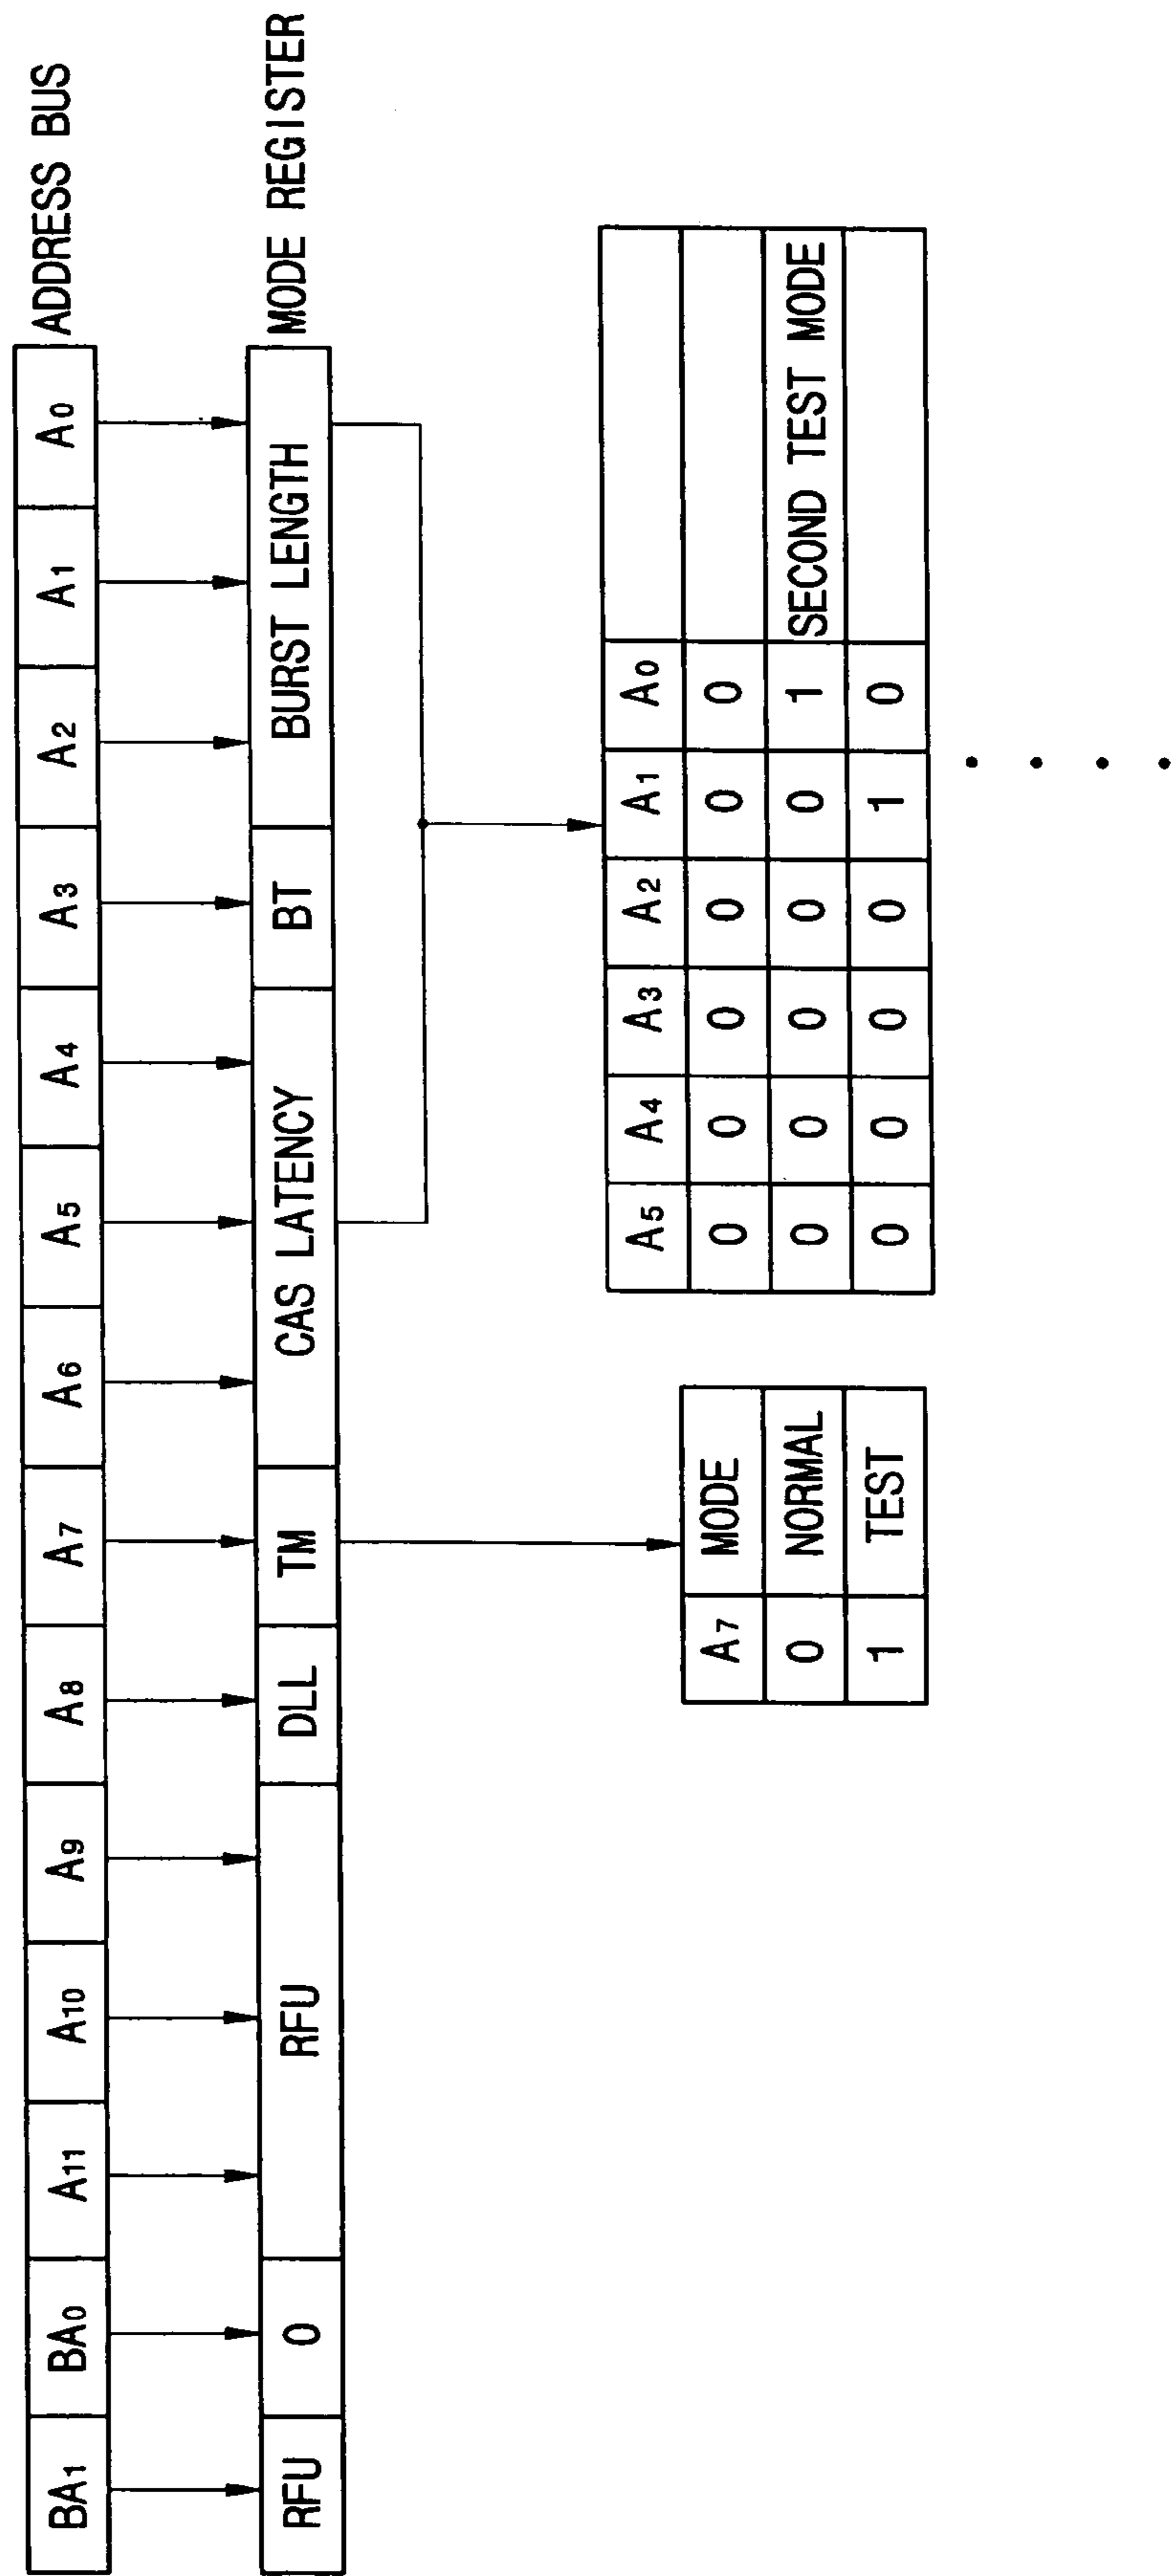 BA1 BA0 A11 A10 A9 A8 A7 A6 A5 A4 A3 A2 A1 A0 ADDRESS BUS
RFU 0 RFU DLL TM CAS LATENCY BT BURST LENGTH MODE REGISTER
A7 MODE
0 NORMAL
1 TEST
A5 A4 A3 A2 A1 A0
0 0 0 0 0 0
0 0 0 0 0 1 SECOND TEST MODE
0 0 0 0 1 0